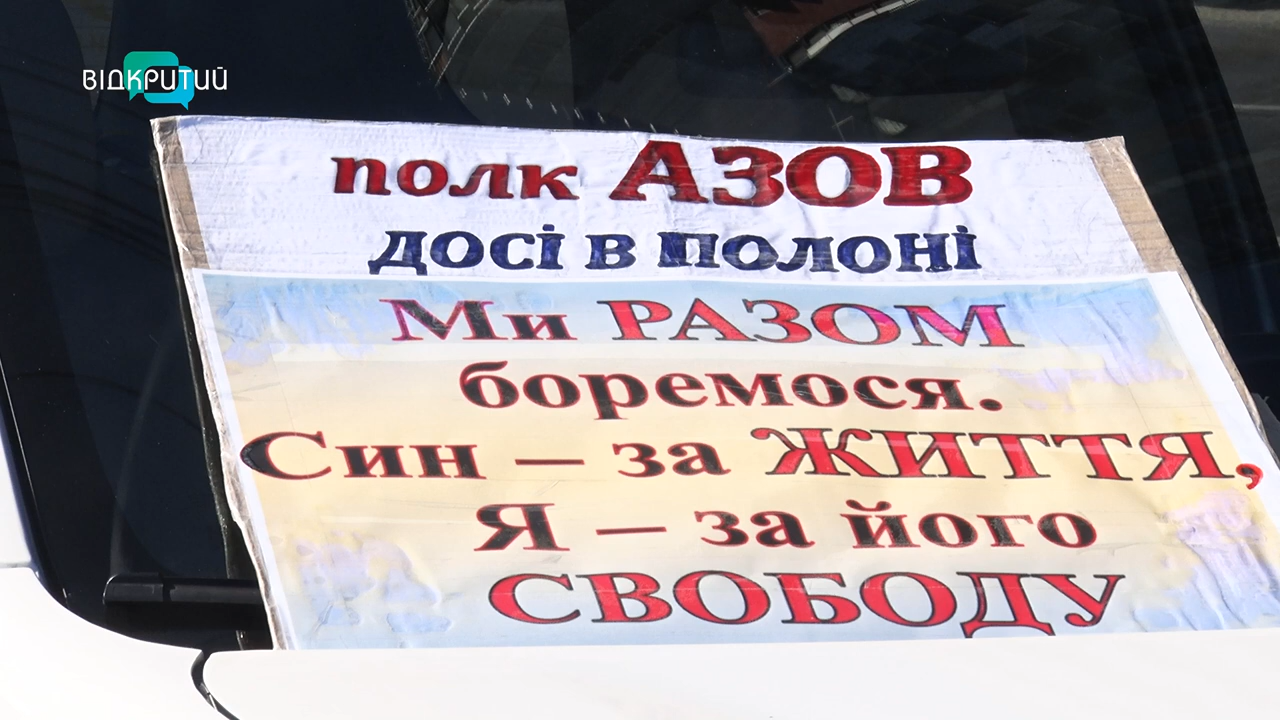 ВІДКРИТИЙ
полк АЗОВ
досі в полоні
Ми РАЗОМ
боремося.
Син – за ЖИТТЯ,
Я – за його
СВОБОДУ